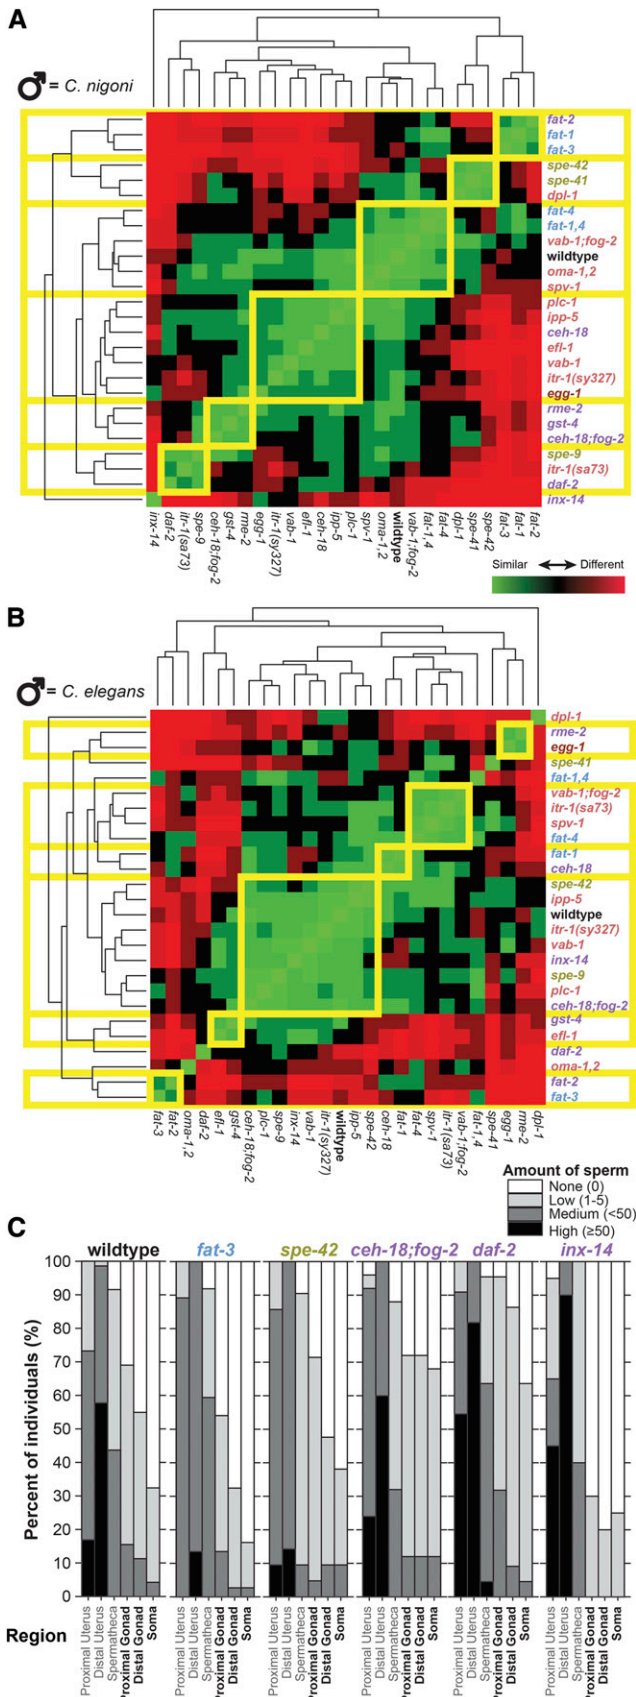 A
♂ = C. nigoni
fat-2
fat-1
fat-3
spe-42
spe-41
dpl-1
fat-4
fat-1,4
vab-1;fog-2
wildtype
oma-1,2
spv-1
plc-1
ipp-5
ceh-18
efl-1
vab-1
itr-1(sy327)
egg-1
rme-2
gst-4
ceh-18;fog-2
spe-9
itr-1(sa73)
daf-2
inx-14
inx-14
daf-2
itr-1(sa73)
spe-9
ceh-18;fog-2
gst-4
rme-2
egg-1
itr-1(sy327)
vab-1
efl-1
ceh-18
ipp-5
plc-1
spv-1
oma-1,2
wildtype
vab-1;fog-2
fat-1,4
fat-4
dpl-1
spe-41
spe-42
fat-3
fat-1
fat-2
Similar Different
B
♂ = C. elegans
dpl-1
rme-2
egg-1
spe-41
fat-1,4
vab-1;fog-2
itr-1(sa73)
spv-1
fat-4
fat-1
ceh-18
spe-42
ipp-5
wildtype
itr-1(sy327)
vab-1
inx-14
spe-9
plc-1
ceh-18;fog-2
gst-4
efl-1
daf-2
oma-1,2
fat-2
fat-3
fat-3
fat-2
oma-1,2
daf-2
efl-1
gst-4
ceh-18;fog-2
plc-1
spe-9
inx-14
vab-1
itr-1(sy327)
wildtype
ipp-5
spe-42
ceh-18
fat-1
fat-4
spv-1
itr-1(sa73)
vab-1;fog-2
fat-1,4
spe-41
egg-1
rme-2
dpl-1
Amount of sperm
None (0)
Low (1-5)
Medium (<50)
High (≥50)
C
wildtype fat-3 spe-42 ceh-18;fog-2 daf-2 inx-14
Percent of individuals (%)
100
90
80
70
60
50
40
30
20
10
0
Region
Proximal Uterus
Distal Uterus
Spermatheca
Proximal Gonad
Distal Gonad
Soma
Proximal Uterus
Distal Uterus
Spermatheca
Proximal Gonad
Distal Gonad
Soma
Proximal Uterus
Distal Uterus
Spermatheca
Proximal Gonad
Distal Gonad
Soma
Proximal Uterus
Distal Uterus
Spermatheca
Proximal Gonad
Distal Gonad
Soma
Proximal Uterus
Distal Uterus
Spermatheca
Proximal Gonad
Distal Gonad
Soma
Proximal Uterus
Distal Uterus
Spermatheca
Proximal Gonad
Distal Gonad
Soma